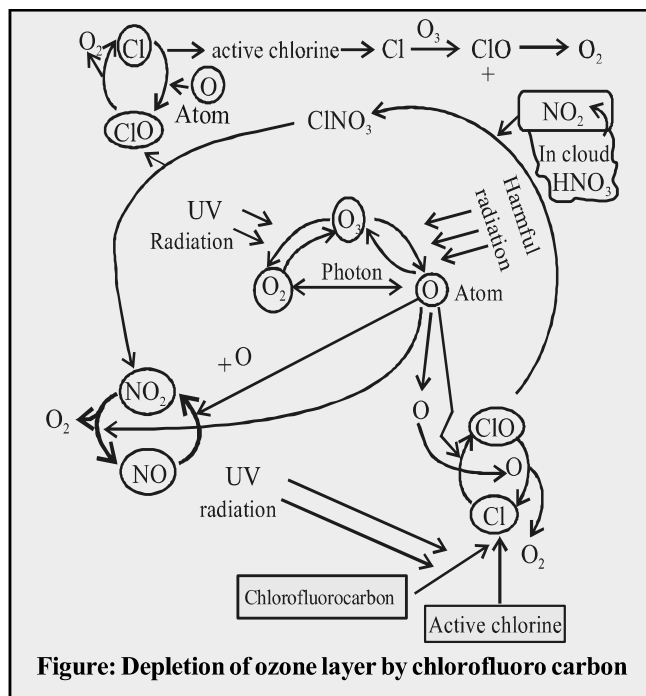 O₂ Cl → active chlorine → Cl →O₃ ClO → O₂
+
O
Atom
ClO
ClNO₃
NO₂
In cloud
HNO₃
UV
Radiation
O₃
Harmful
radiation
O₂
Photon
O Atom
+O
NO₂
O₂
NO
O
ClO
O
Cl
O₂
UV
radiation
Chlorofluorocarbon
Active chlorine
Figure: Depletion of ozone layer by chlorofluoro carbon